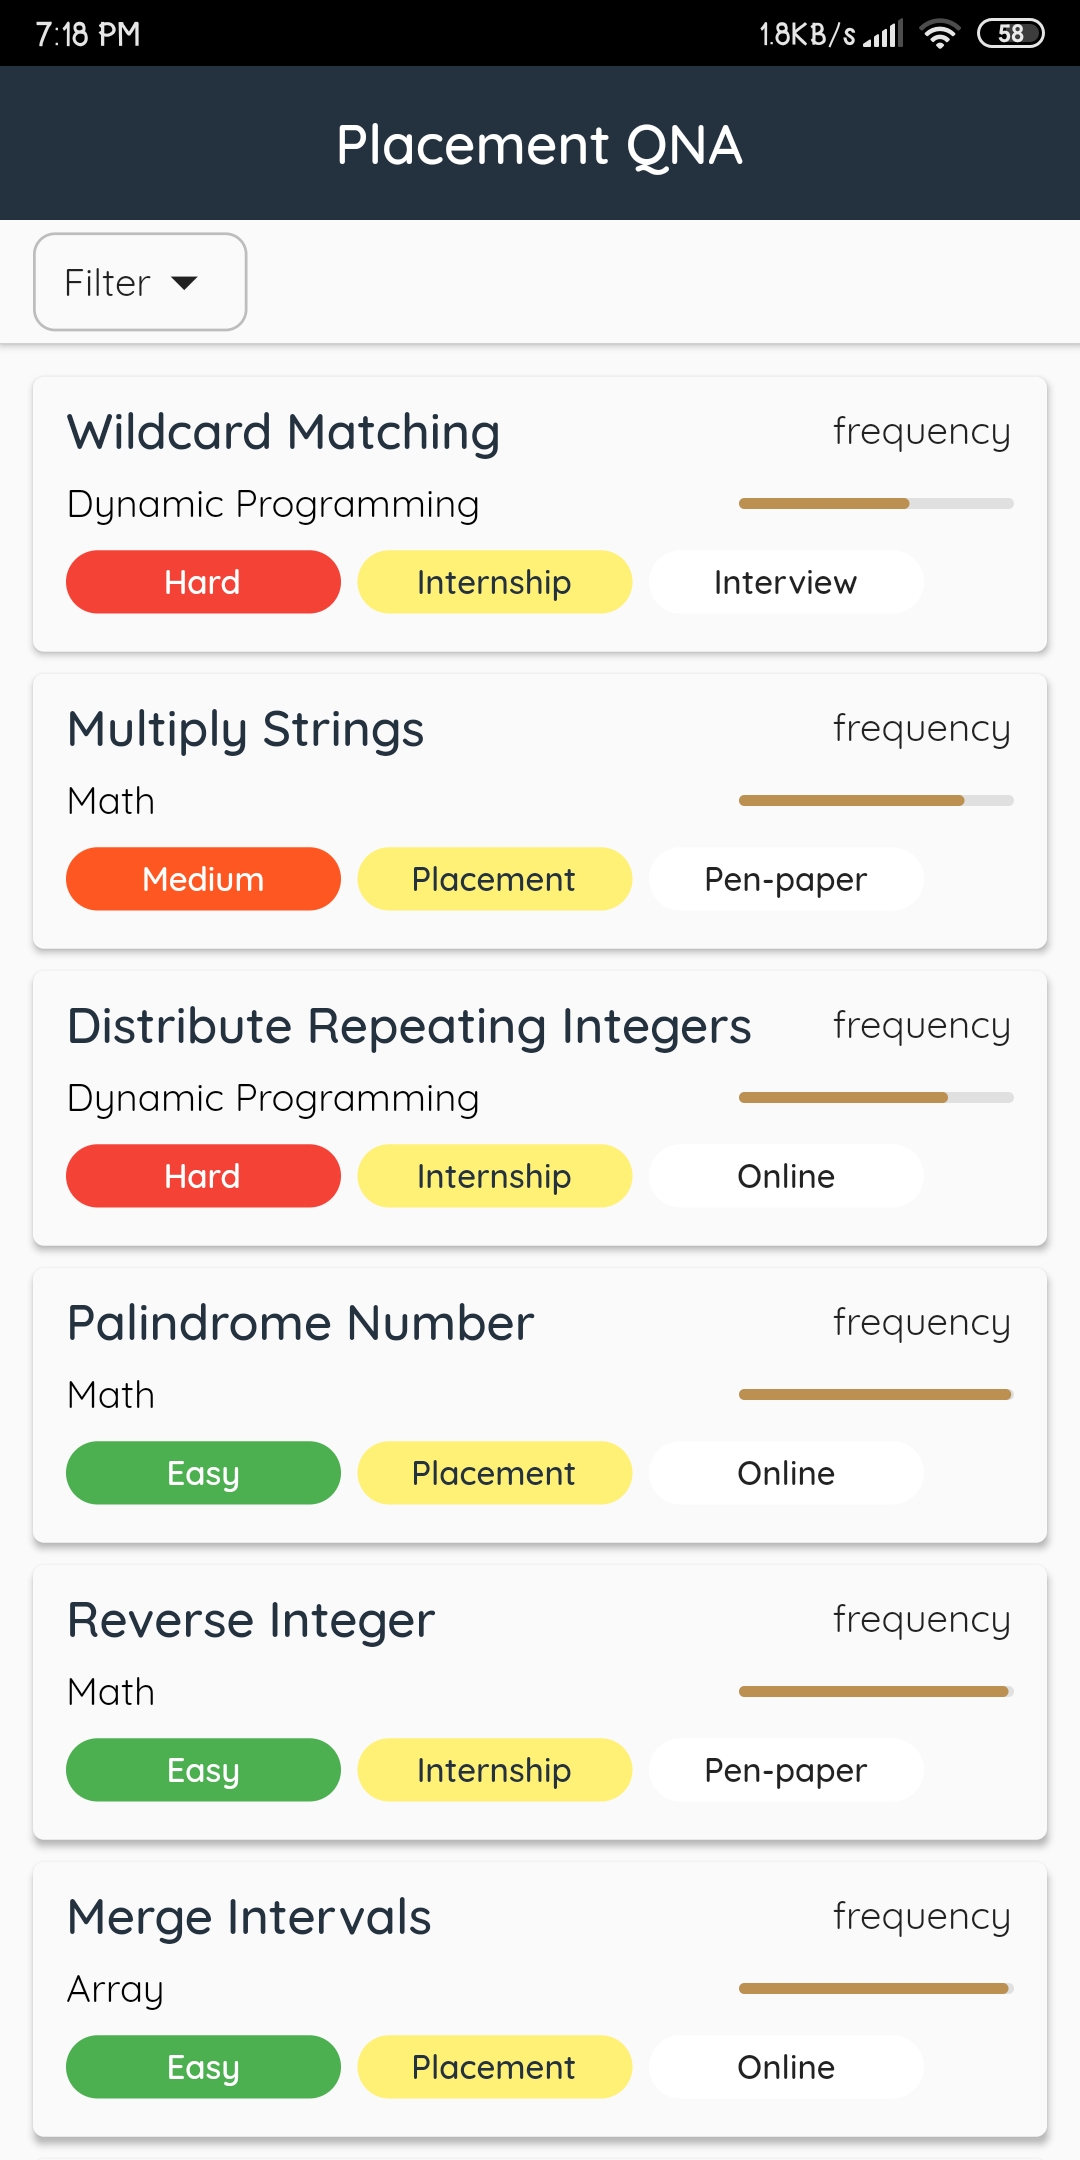 7:18 PM 1.8KB/s 58
Placement QNA
Filter
Wildcard Matching frequency
Dynamic Programming
Hard Internship Interview
Multiply Strings frequency
Math
Medium Placement Pen-paper
Distribute Repeating Integers frequency
Dynamic Programming
Hard Internship Online
Palindrome Number frequency
Math
Easy Placement Online
Reverse Integer frequency
Math
Easy Internship Pen-paper
Merge Intervals frequency
Array
Easy Placement Online